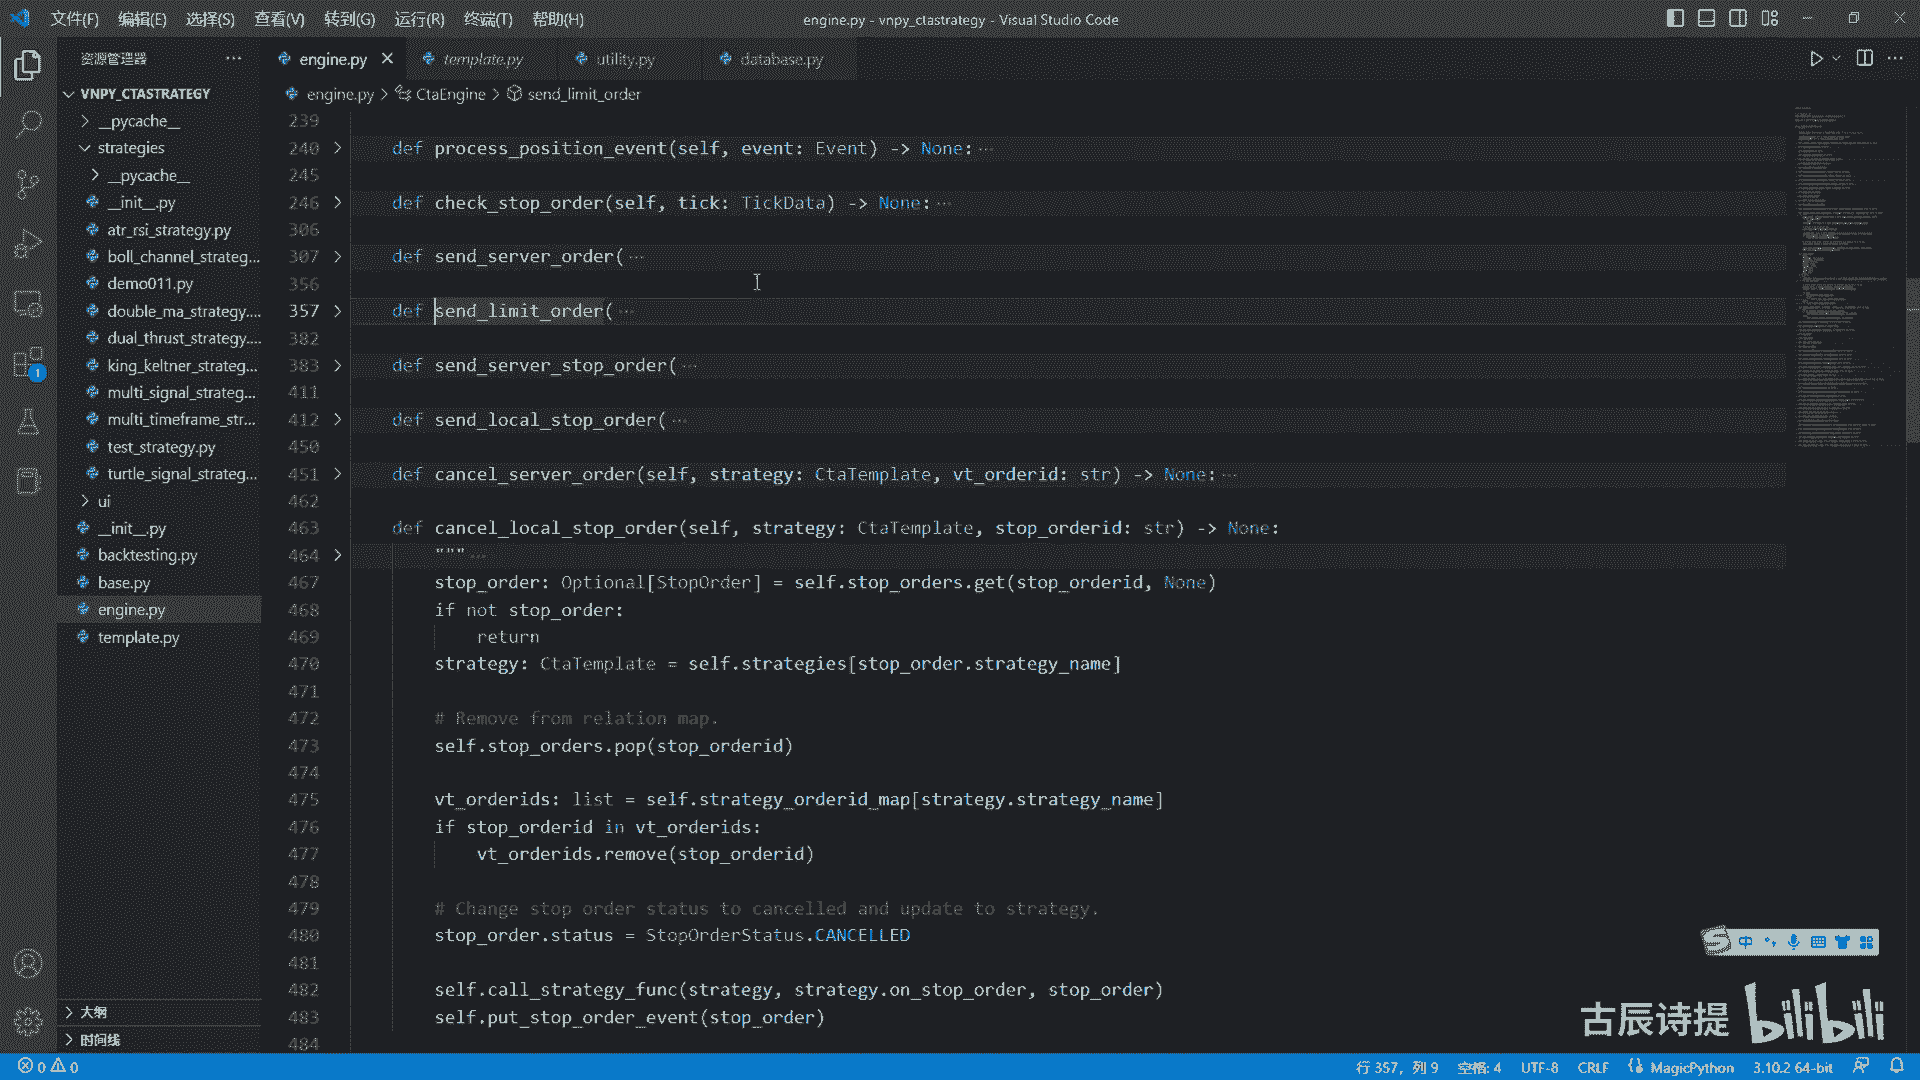 文件(F) 编辑(E) 选择(S) 查看(V) 转到(G) 运行(R) 终端(T) 帮助(H)
engine.py - vnpy_ctastrategy - Visual Studio Code
资源管理器
engine.py template.py utility.py database.py
engine.py > CtaEngine > send_limit_order
VNPY_CTASTRATEGY
__pycache__
strategies
__pycache__
__init__.py
atr_rsi_strategy.py
boll_channel_strateg...
demo011.py
double_ma_strategy....
dual_thrust_strategy....
king_keltner_strateg...
multi_signal_strateg...
multi_timeframe_str...
test_strategy.py
turtle_signal_strateg...
ui
__init__.py
backtesting.py
base.py
engine.py
template.py
大纲
时间线
1
239
240 def process_position_event(self, event: Event) -> None:...
245
246 def check_stop_order(self, tick: TickData) -> None:...
306
307 def send_server_order(...
356
357 def send_limit_order(...
382
383 def send_server_stop_order(...
411
412 def send_local_stop_order(...
450
451 def cancel_server_order(self, strategy: CtaTemplate, vt_orderid: str) -> None:...
462
463 def cancel_local_stop_order(self, strategy: CtaTemplate, stop_orderid: str) -> None:
464 """...
467 stop_order: Optional[StopOrder] = self.stop_orders.get(stop_orderid, None)
468 if not stop_order:
469 return
470 strategy: CtaTemplate = self.strategies[stop_order.strategy_name]
471
472 # Remove from relation map.
473 self.stop_orders.pop(stop_orderid)
474
475 vt_orderids: list = self.strategy_orderid_map[strategy.strategy_name]
476 if stop_orderid in vt_orderids:
477 vt_orderids.remove(stop_orderid)
478
479 # Change stop order status to cancelled and update to strategy.
480 stop_order.status = StopOrderStatus.CANCELLED
481
482 self.call_strategy_func(strategy, strategy.on_stop_order, stop_order)
483 self.put_stop_order_event(stop_order)
484
中
古辰诗提 bilibili
0 0
行 357，列 9 空格: 4 UTF-8 CRLF MagicPython 3.10.2 64-bit